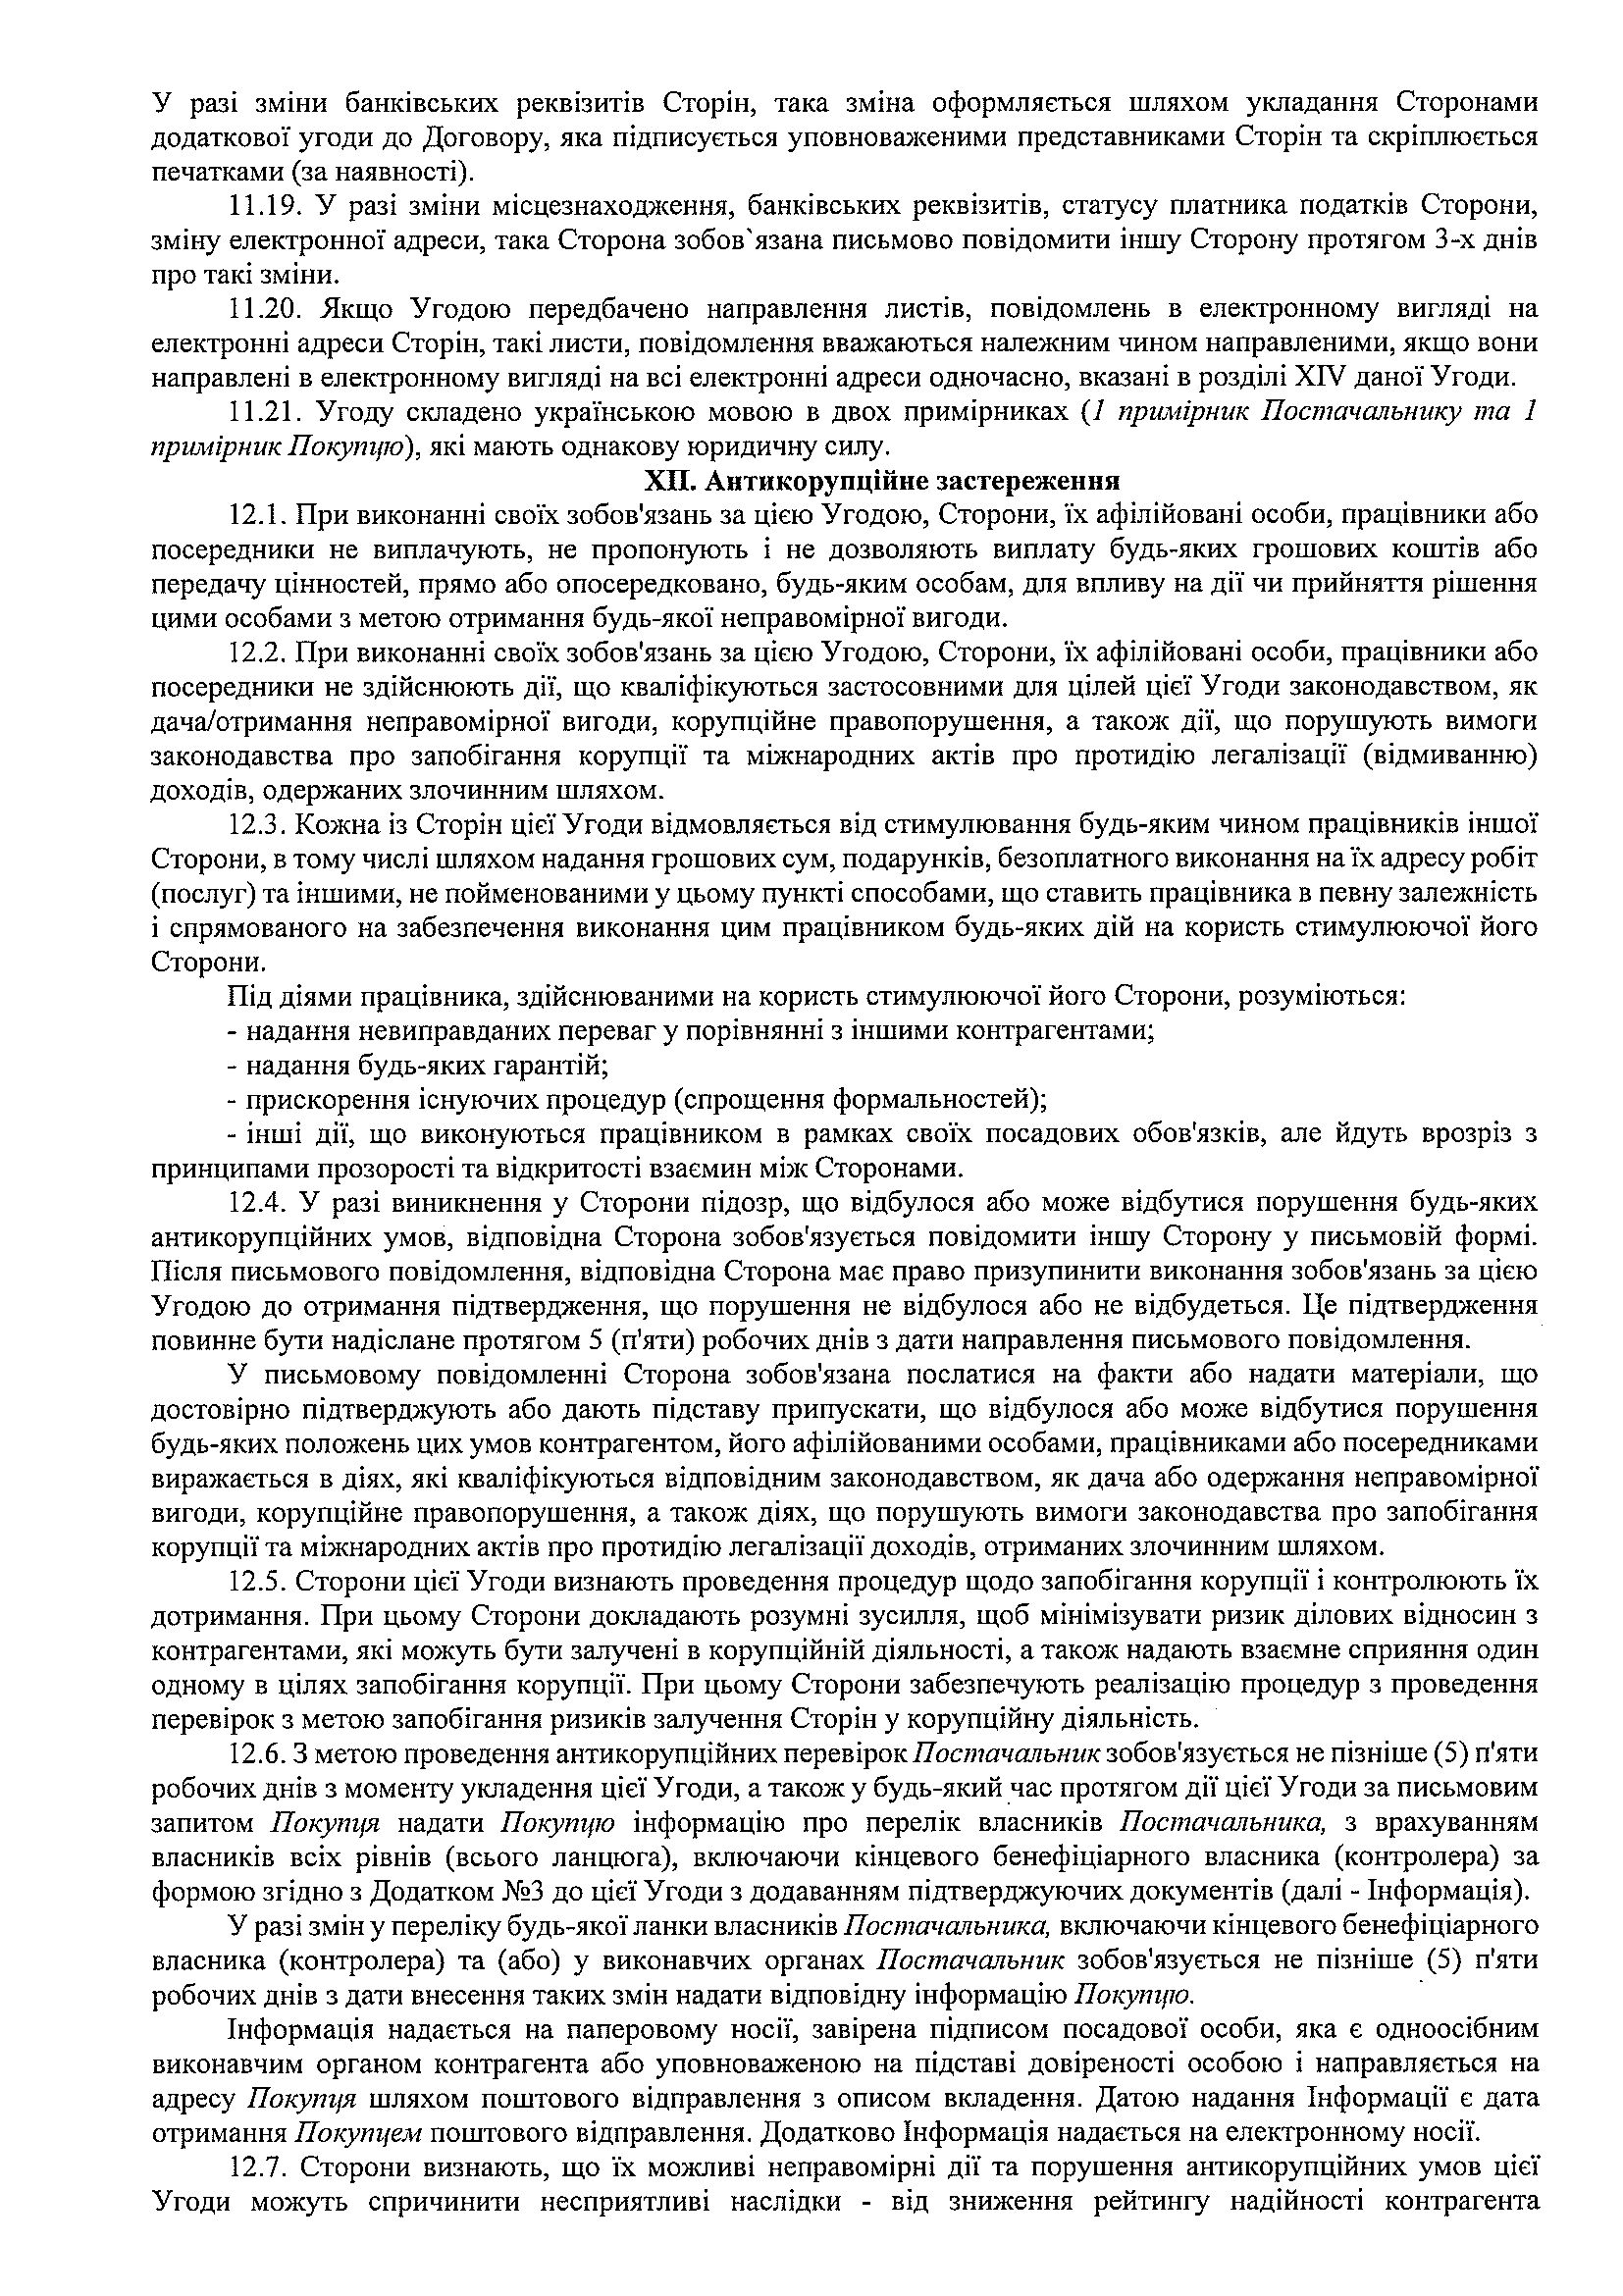 У разі зміни банківських реквізитів Сторін, така зміна оформляється шляхом укладання Сторонами
додаткової угоди до Договору, яка підписується уповноваженими представниками Сторін та скріплюється
печатками (за наявності).
11.19. У разі зміни місцезнаходження, банківських реквізитів, статусу платника податків Сторони,
зміну електронної адреси, така Сторона зобов`язана письмово повідомити іншу Сторону протягом 3-х днів
про такі зміни.
11.20. Якщо Угодою передбачено направлення листів, повідомлень в електронному вигляді на
електронні адреси Сторін, такі листи, повідомлення вважаються належним чином направленими, якщо вони
направлені в електронному вигляді на всі електронні адреси одночасно, вказані в розділі XIV даної Угоди.
11.21. Угоду складено українською мовою в двох примірниках (1 примірник Постачальнику та 1
примірник Покупцю), які мають однакову юридичну силу.
XII. Антикорупційне застереження
12.1. При виконанні своїх зобов'язань за цією Угодою, Сторони, їх афілійовані особи, працівники або
посередники не виплачують, не пропонують і не дозволяють виплату будь-яких грошових коштів або
передачу цінностей, прямо або опосередковано, будь-яким особам, для впливу на дії чи прийняття рішення
цими особами з метою отримання будь-якої неправомірної вигоди.
12.2. При виконанні своїх зобов'язань за цією Угодою, Сторони, їх афілійовані особи, працівники або
посередники не здійснюють дії, що кваліфікуються застосовними для цілей цієї Угоди законодавством, як
дача/отримання неправомірної вигоди, корупційне правопорушення, а також дії, що порушують вимоги
законодавства про запобігання корупції та міжнародних актів про протидію легалізації (відмиванню)
доходів, одержаних злочинним шляхом.
12.3. Кожна із Сторін цієї Угоди відмовляється від стимулювання будь-яким чином працівників іншої
Сторони, в тому числі шляхом надання грошових сум, подарунків, безоплатного виконання на їх адресу робіт
(послуг) та іншими, не пойменованими у цьому пункті способами, що ставить працівника в певну залежність
і спрямованого на забезпечення виконання цим працівником будь-яких дій на користь стимулюючої його
Сторони.
Під діями працівника, здійснюваними на користь стимулюючої його Сторони, розуміються:
- надання невиправданих переваг у порівнянні з іншими контрагентами;
- надання будь-яких гарантій;
- прискорення існуючих процедур (спрощення формальностей);
- інші дії, що виконуються працівником в рамках своїх посадових обов'язків, але йдуть врозріз з
принципами прозорості та відкритості взаємин між Сторонами.
12.4. У разі виникнення у Сторони підозр, що відбулося або може відбутися порушення будь-яких
антикорупційних умов, відповідна Сторона зобов'язується повідомити іншу Сторону у письмовій формі.
Після письмового повідомлення, відповідна Сторона має право призупинити виконання зобов'язань за цією
Угодою до отримання підтвердження, що порушення не відбулося або не відбудеться. Це підтвердження
повинне бути надіслане протягом 5 (п'яти) робочих днів з дати направлення письмового повідомлення.
У письмовому повідомленні Сторона зобов'язана послатися на факти або надати матеріали, що
достовірно підтверджують або дають підставу припускати, що відбулося або може відбутися порушення
будь-яких положень цих умов контрагентом, його афілійованими особами, працівниками або посередниками
виражається в діях, які кваліфікуються відповідним законодавством, як дача або одержання неправомірної
вигоди, корупційне правопорушення, а також діях, що порушують вимоги законодавства про запобігання
корупції та міжнародних актів про протидію легалізації доходів, отриманих злочинним шляхом.
12.5. Сторони цієї Угоди визнають проведення процедур щодо запобігання корупції і контролюють їх
дотримання. При цьому Сторони докладають розумні зусилля, щоб мінімізувати ризик ділових відносин з
контрагентами, які можуть бути залучені в корупційній діяльності, а також надають взаємне сприяння один
одному в цілях запобігання корупції. При цьому Сторони забезпечують реалізацію процедур з проведення
перевірок з метою запобігання ризиків залучення Сторін у корупційну діяльність.
12.6. З метою проведення антикорупційних перевірок Постачальник зобов'язується не пізніше (5) п'яти
робочих днів з моменту укладення цієї Угоди, а також у будь-який час протягом дії цієї Угоди за письмовим
запитом Покупця надати Покупцю інформацію про перелік власників Постачальника, з врахуванням
власників всіх рівнів (всього ланцюга), включаючи кінцевого бенефіціарного власника (контролера) за
формою згідно з Додатком №3 до цієї Угоди з додаванням підтверджуючих документів (далі - Інформація).
У разі змін у переліку будь-якої ланки власників Постачальника, включаючи кінцевого бенефіціарного
власника (контролера) та (або) у виконавчих органах Постачальник зобов'язується не пізніше (5) п'яти
робочих днів з дати внесення таких змін надати відповідну інформацію Покупцю.
Інформація надається на паперовому носії, завірена підписом посадової особи, яка є одноосібним
виконавчим органом контрагента або уповноваженою на підставі довіреності особою і направляється на
адресу Покупця шляхом поштового відправлення з описом вкладення. Датою надання Інформації є дата
отримання Покупцем поштового відправлення. Додатково Інформація надається на електронному носії.
12.7. Сторони визнають, що їх можливі неправомірні дії та порушення антикорупційних умов цієї
Угоди можуть спричинити несприятливі наслідки - від зниження рейтингу надійності контрагента